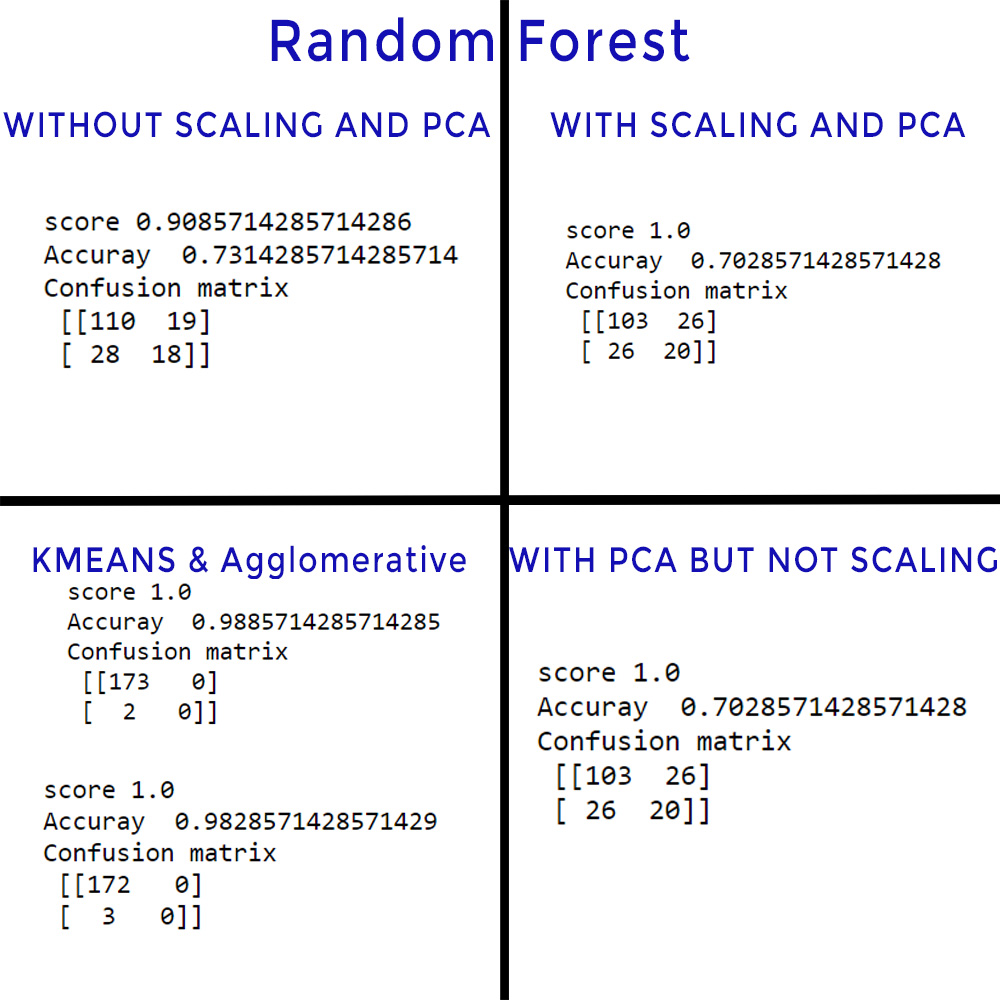 Random Forest
WITHOUT SCALING AND PCA
score 0.9085714285714286
Accuray  0.7314285714285714
Confusion matrix
[[110  19]
[ 28  18]]
WITH SCALING AND PCA
score 1.0
Accuray  0.7028571428571428
Confusion matrix
[[103  26]
[ 26  20]]
KMEANS & Agglomerative
score 1.0
Accuray  0.9885714285714285
Confusion matrix
[[173   0]
[  2   0]]
score 1.0
Accuray  0.9828571428571429
Confusion matrix
[[172   0]
[  3   0]]
WITH PCA BUT NOT SCALING
score 1.0
Accuray  0.7028571428571428
Confusion matrix
[[103  26]
[ 26  20]]